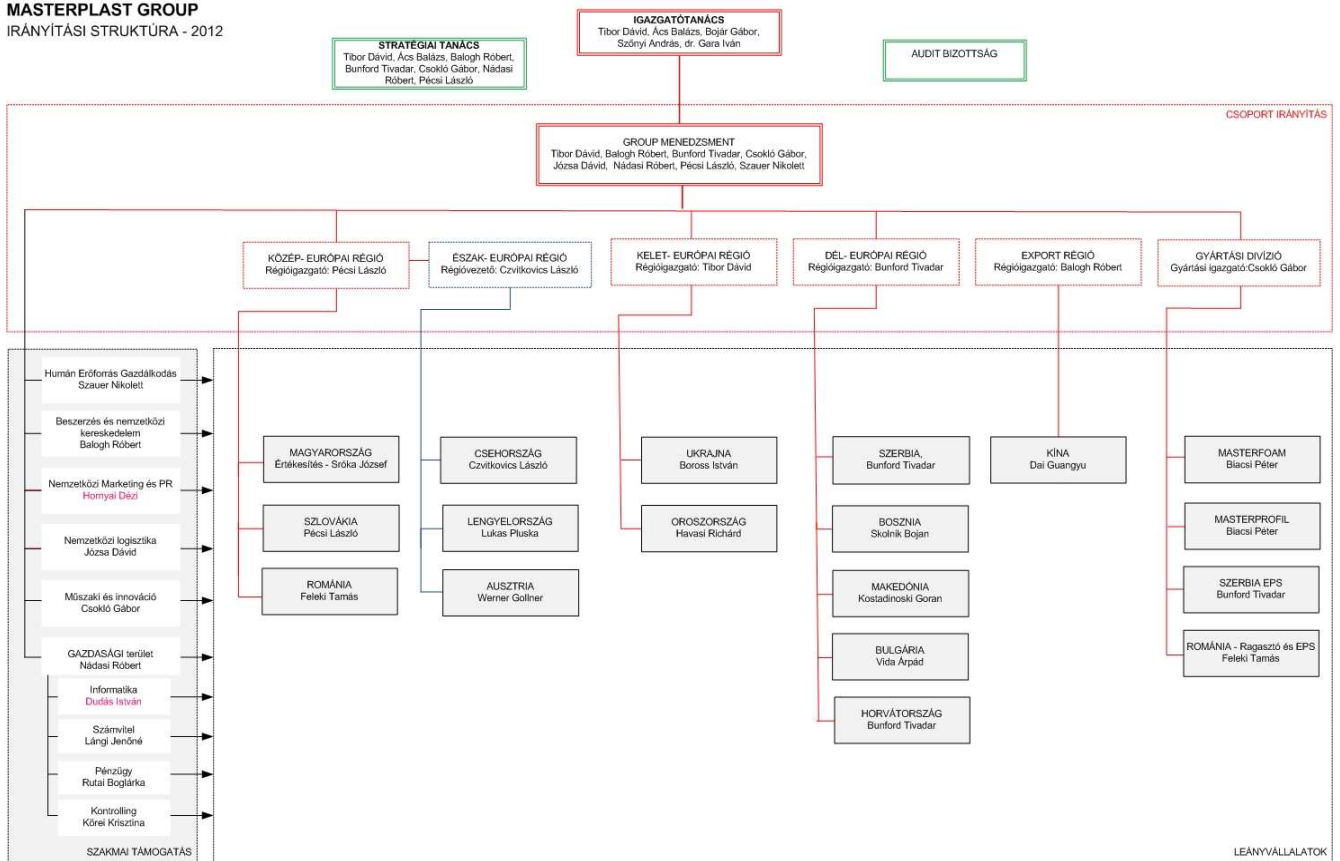 MASTERPLAST GROUP
IRÁNYÍTÁSI STRUKTÚRA - 2012
IGAZGATÓTANÁCS
Tibor Dávid, Ács Balázs, Bojár Gábor,
Szőnyi András, dr. Gara Iván
STRATÉGIAI TANÁCS
Tibor Dávid, Ács Balázs, Balogh Róbert,
Bunford Tivadar, Csokló Gábor, Nádasi
Róbert, Pécsi László
AUDIT BIZOTTSÁG
CSOPORT IRÁNYÍTÁS
GROUP MENEDZSMENT
Tibor Dávid, Balogh Róbert, Bunford Tivadar, Csokló Gábor,
Józsa Dávid, Nádasi Róbert, Pécsi László, Szauer Nikolett
KÖZÉP- EURÓPAI RÉGIÓ
Régióigazgató: Pécsi László
ÉSZAK- EURÓPAI RÉGIÓ
Régióvezető: Czvitkovics László
KELET- EURÓPAI RÉGIÓ
Régióigazgató: Tibor Dávid
DÉL- EURÓPAI RÉGIÓ
Régióigazgató: Bunford Tivadar
EXPORT RÉGIÓ
Régióigazgató: Balogh Róbert
GYÁRTÁSI DIVÍZIÓ
Gyártási igazgató:Csokló Gábor
Humán Erőforrás Gazdálkodás
Szauer Nikolett
Beszerzés és nemzetközi
kereskedelem
Balogh Róbert
Nemzetközi Marketing és PR
Hornyai Dézi
Nemzetközi logisztika
Józsa Dávid
Műszaki és innováció
Csokló Gábor
GAZDASÁGI terület
Nádasi Róbert
Informatika
Dudás István
Számvitel
Lángi Jenőné
Pénzügy
Rutai Boglárka
Kontrolling
Kőrei Krisztina
SZAKMAI TÁMOGATÁS
MAGYARORSZÁG
Értékesítés - Sróka József
SZLOVÁKIA
Pécsi László
ROMÁNIA
Feleki Tamás
CSEHORSZÁG
Czvitkovics László
LENGYELORSZÁG
Lukas Pluska
AUSZTRIA
Werner Gollner
UKRAJNA
Boross István
OROSZORSZÁG
Havasi Richárd
SZERBIA,
Bunford Tivadar
BOSZNIA
Skolnik Bojan
MAKEDÓNIA
Kostadinoski Goran
BULGÁRIA
Vida Árpád
HORVÁTORSZÁG
Bunford Tivadar
KÍNA
Dai Guangyu
MASTERFOAM
Biacsi Péter
MASTERPROFIL
Biacsi Péter
SZERBIA EPS
Bunford Tivadar
ROMÁNIA - Ragasztó és EPS
Feleki Tamás
LEÁNYVÁLLALATOK